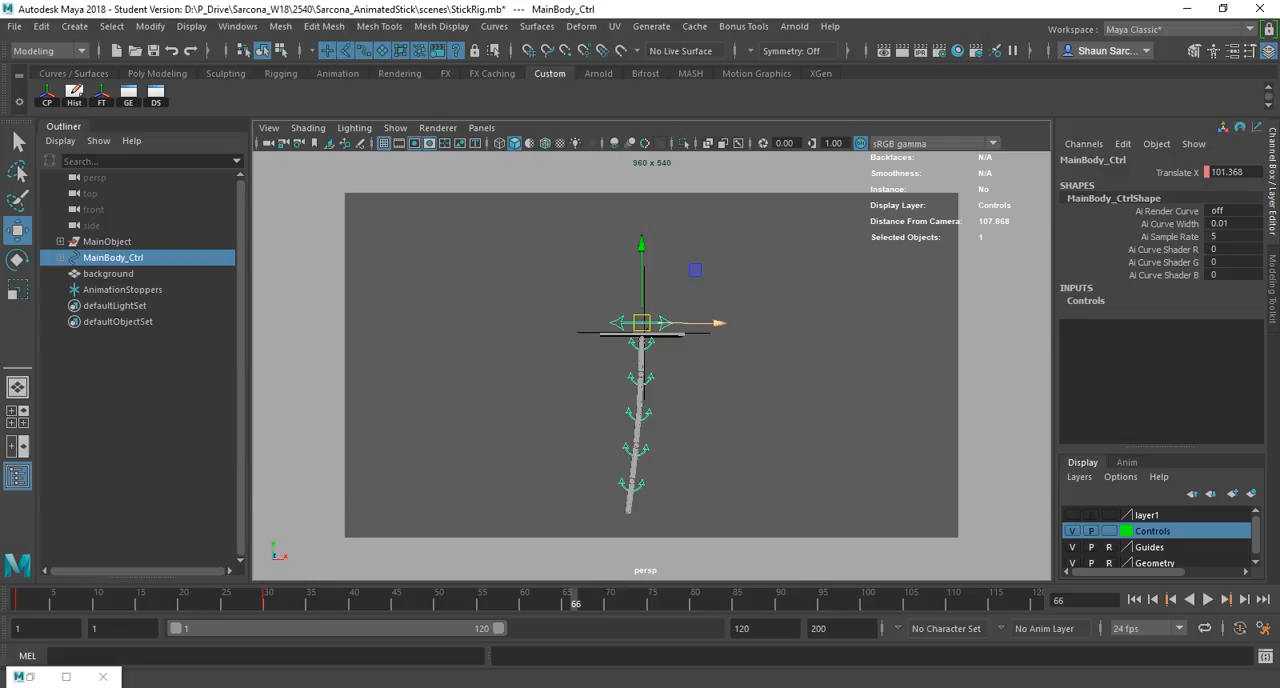 Autodesk Maya 2018 - Student Version: D:\P_Drive\Sarcona_W18\2540\Sarcona_AnimatedStick\scenes\StickRig.mb* --- MainBody_Ctrl
File Edit Create Select Modify Display Windows Mesh Edit Mesh Mesh Tools Mesh Display Curves Surfaces Deform UV Generate Cache Bonus Tools Arnold Help
Workspace : Maya Classic*
Modeling
No Live Surface
Symmetry: Off
Shaun Sarc...
Curves / Surfaces Poly Modeling Sculpting Rigging Animation Rendering FX FX Caching Custom Arnold Bifrost MASH Motion Graphics XGen
CP Hist FT GE DS
Outliner
Display Show Help
Search...
persp
top
front
side
MainObject
MainBody_Ctrl
background
AnimationStoppers
defaultLightSet
defaultObjectSet
View Shading Lighting Show Renderer Panels
0.00 1.00 sRGB gamma
960 x 540
Backfaces: N/A
Smoothness: N/A
Instance: No
Display Layer: Controls
Distance From Camera: 107.868
Selected Objects: 1
persp
Channels Edit Object Show
MainBody_Ctrl
Translate X 101.368
SHAPES
MainBody_CtrlShape
Ai Render Curve off
Ai Curve Width 0.01
Ai Sample Rate 5
Ai Curve Shader R 0
Ai Curve Shader G 0
Ai Curve Shader B 0
INPUTS
Controls
Channel Box / Layer Editor
Modeling Toolkit
Display Anim
Layers Options Help
layer1
V P Controls
V P R Guides
V P R Geometry
5 10 15 20 25 30 35 40 45 50 55 60 65 70 75 80 85 90 95 100 105 110 115 120
66
66
1 1 1 120 120 200 No Character Set No Anim Layer 24 fps
MEL